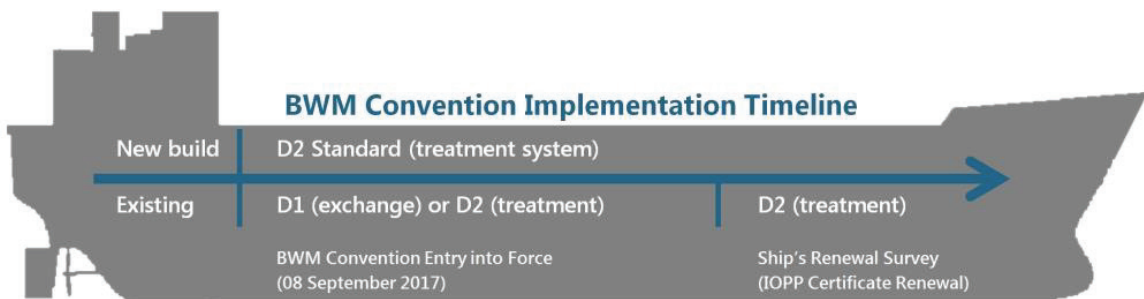 BWM Convention Implementation Timeline
New build D2 Standard (treatment system)
Existing D1 (exchange) or D2 (treatment) D2 (treatment)
BWM Convention Entry into Force
(08 September 2017)
Ship's Renewal Survey
(IOPP Certificate Renewal)